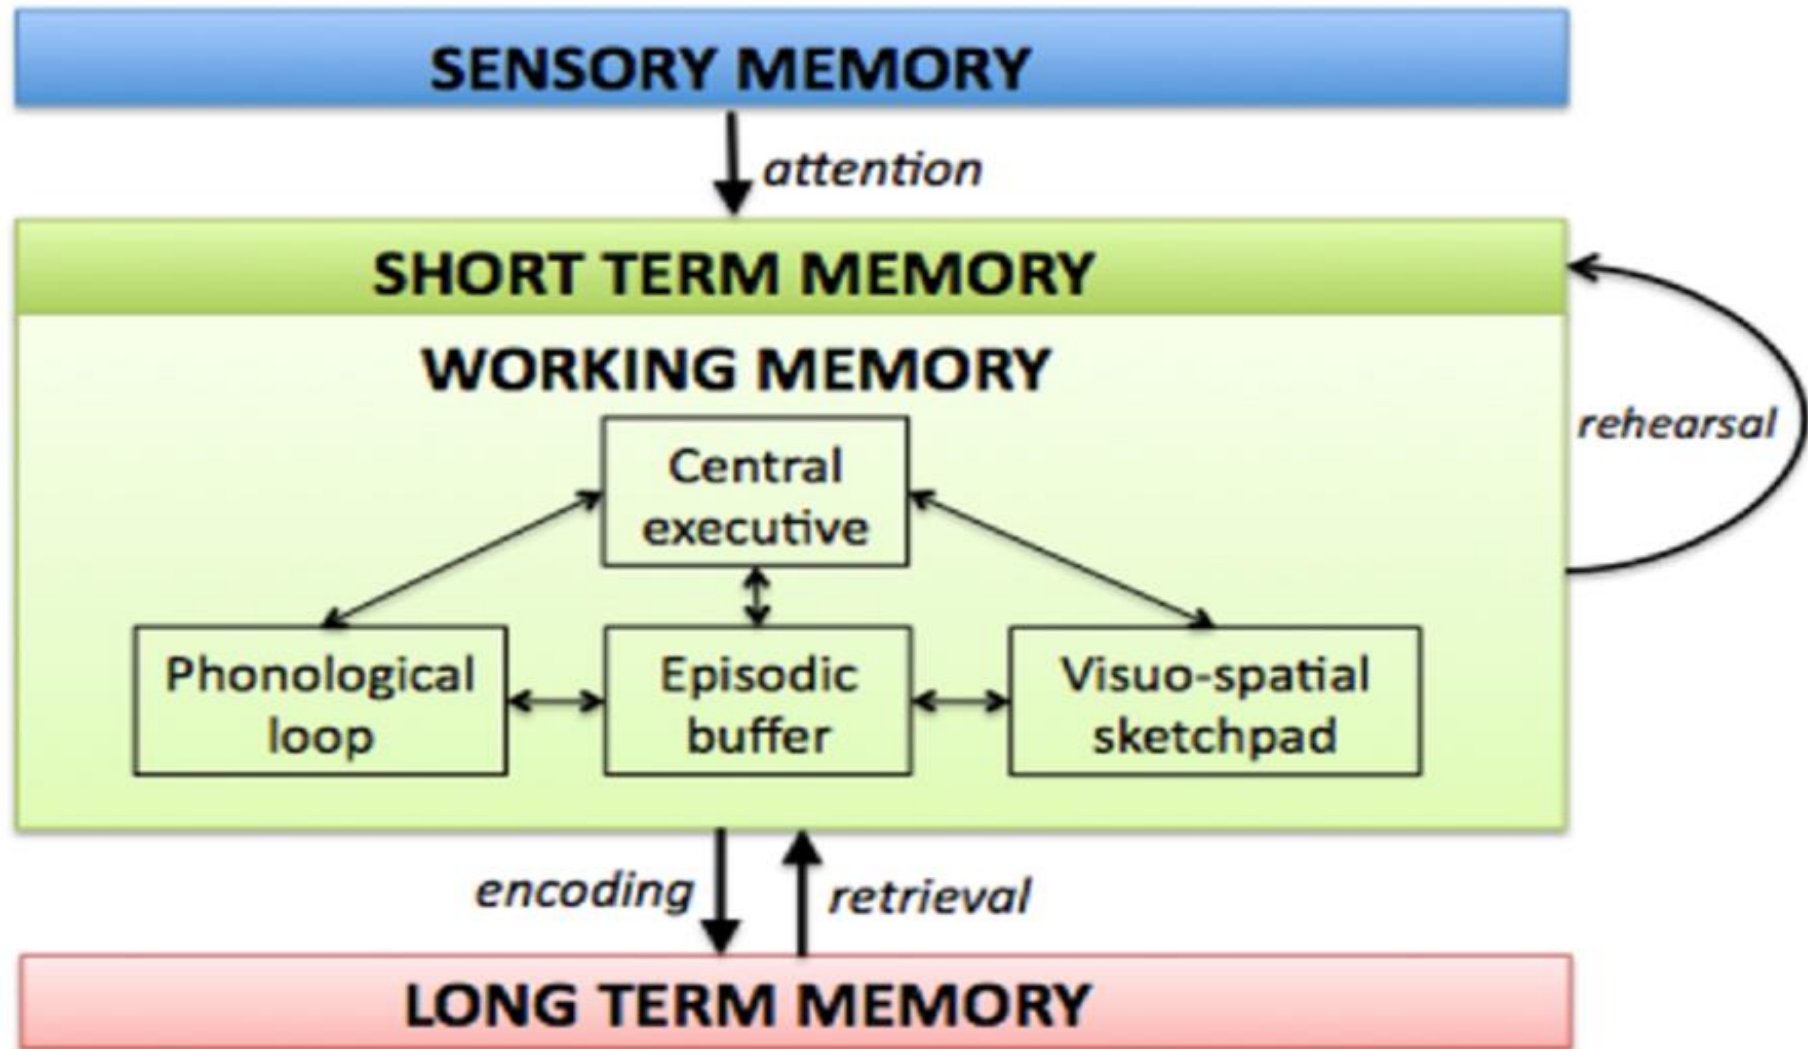 SENSORY MEMORY
attention
SHORT TERM MEMORY
WORKING MEMORY
rehearsal
Central
executive
Phonological
loop
Episodic
buffer
Visuo-spatial
sketchpad
encoding
retrieval
LONG TERM MEMORY